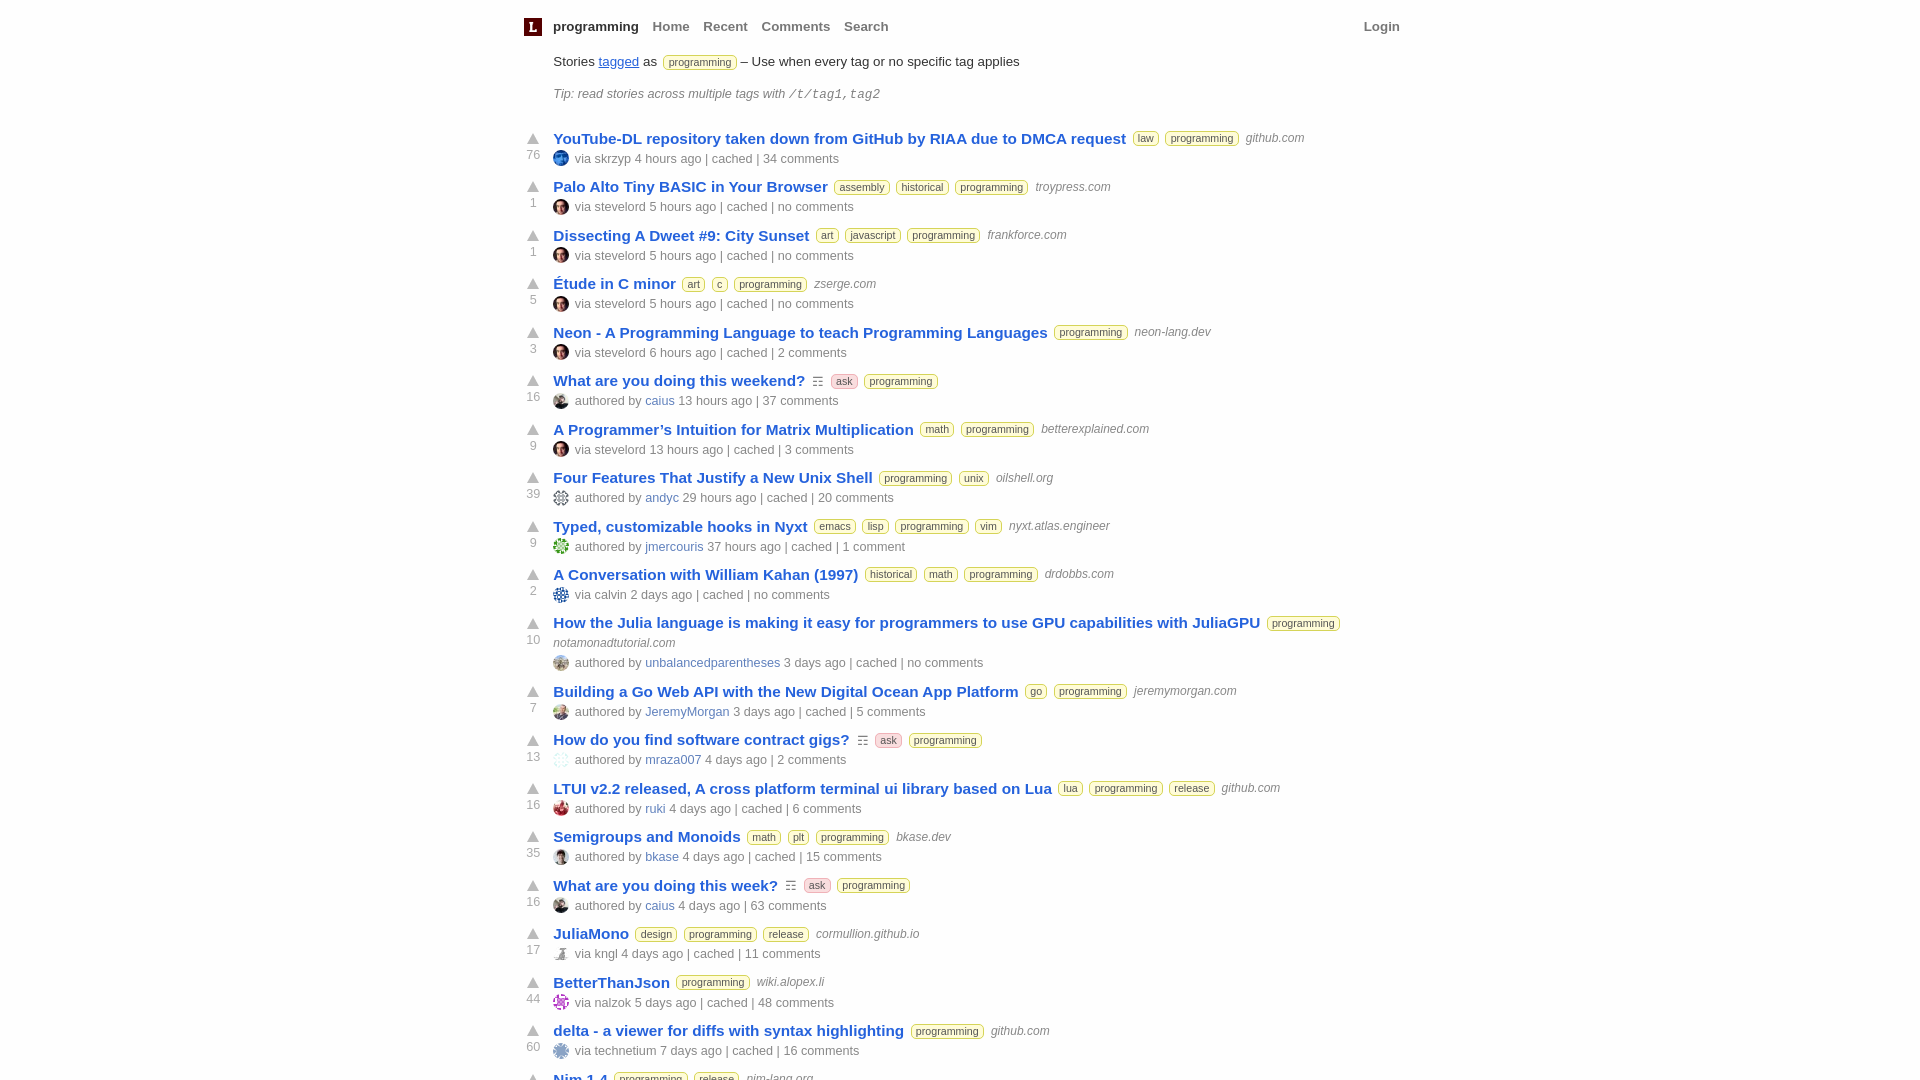 L programming Home Recent Comments Search Login
Stories tagged as programming – Use when every tag or no specific tag applies
Tip: read stories across multiple tags with /t/tag1,tag2
YouTube-DL repository taken down from GitHub by RIAA due to DMCA request law programming github.com
76 via skrzyp 4 hours ago | cached | 34 comments
Palo Alto Tiny BASIC in Your Browser assembly historical programming troypress.com
1 via stevelord 5 hours ago | cached | no comments
Dissecting A Dweet #9: City Sunset art javascript programming frankforce.com
1 via stevelord 5 hours ago | cached | no comments
Étude in C minor art c programming zserge.com
5 via stevelord 5 hours ago | cached | no comments
Neon - A Programming Language to teach Programming Languages programming neon-lang.dev
3 via stevelord 6 hours ago | cached | 2 comments
What are you doing this weekend? ☶ ask programming
16 authored by caius 13 hours ago | 37 comments
A Programmer’s Intuition for Matrix Multiplication math programming betterexplained.com
9 via stevelord 13 hours ago | cached | 3 comments
Four Features That Justify a New Unix Shell programming unix oilshell.org
39 authored by andyc 29 hours ago | cached | 20 comments
Typed, customizable hooks in Nyxt emacs lisp programming vim nyxt.atlas.engineer
9 authored by jmercouris 37 hours ago | cached | 1 comment
A Conversation with William Kahan (1997) historical math programming drdobbs.com
2 via calvin 2 days ago | cached | no comments
How the Julia language is making it easy for programmers to use GPU capabilities with JuliaGPU programming
10 notamonadtutorial.com
authored by unbalancedparentheses 3 days ago | cached | no comments
Building a Go Web API with the New Digital Ocean App Platform go programming jeremymorgan.com
7 authored by JeremyMorgan 3 days ago | cached | 5 comments
How do you find software contract gigs? ☶ ask programming
13 authored by mraza007 4 days ago | 2 comments
LTUI v2.2 released, A cross platform terminal ui library based on Lua lua programming release github.com
16 authored by ruki 4 days ago | cached | 6 comments
Semigroups and Monoids math plt programming bkase.dev
35 authored by bkase 4 days ago | cached | 15 comments
What are you doing this week? ☶ ask programming
16 authored by caius 4 days ago | 63 comments
JuliaMono design programming release cormullion.github.io
17 via kngl 4 days ago | cached | 11 comments
BetterThanJson programming wiki.alopex.li
44 via nalzok 5 days ago | cached | 48 comments
delta - a viewer for diffs with syntax highlighting programming github.com
60 via technetium 7 days ago | cached | 16 comments
Nim 1.4 programming release nim-lang.org